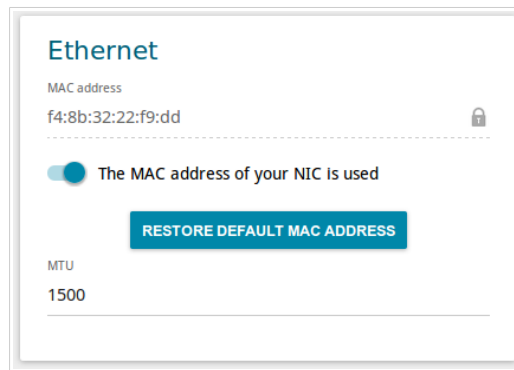 Ethernet
MAC address
f4:8b:32:22:f9:dd
The MAC address of your NIC is used
RESTORE DEFAULT MAC ADDRESS
MTU
1500